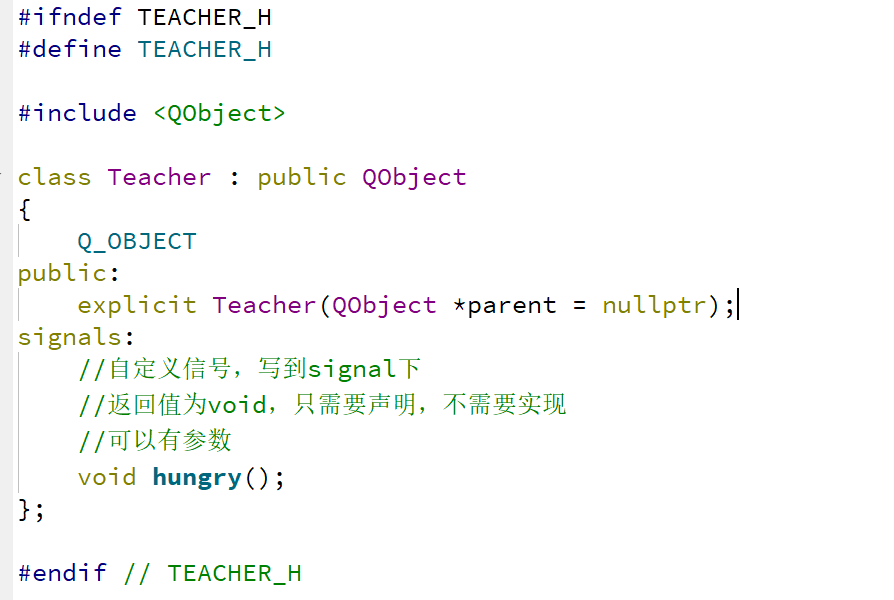 #ifndef TEACHER_H
#define TEACHER_H
#include <QObject>
class Teacher : public QObject
{
Q_OBJECT
public:
explicit Teacher(QObject *parent = nullptr);
signals:
//自定义信号，写到signal下
//返回值为void，只需要声明，不需要实现
//可以有参数
void hungry();
};
#endif // TEACHER_H